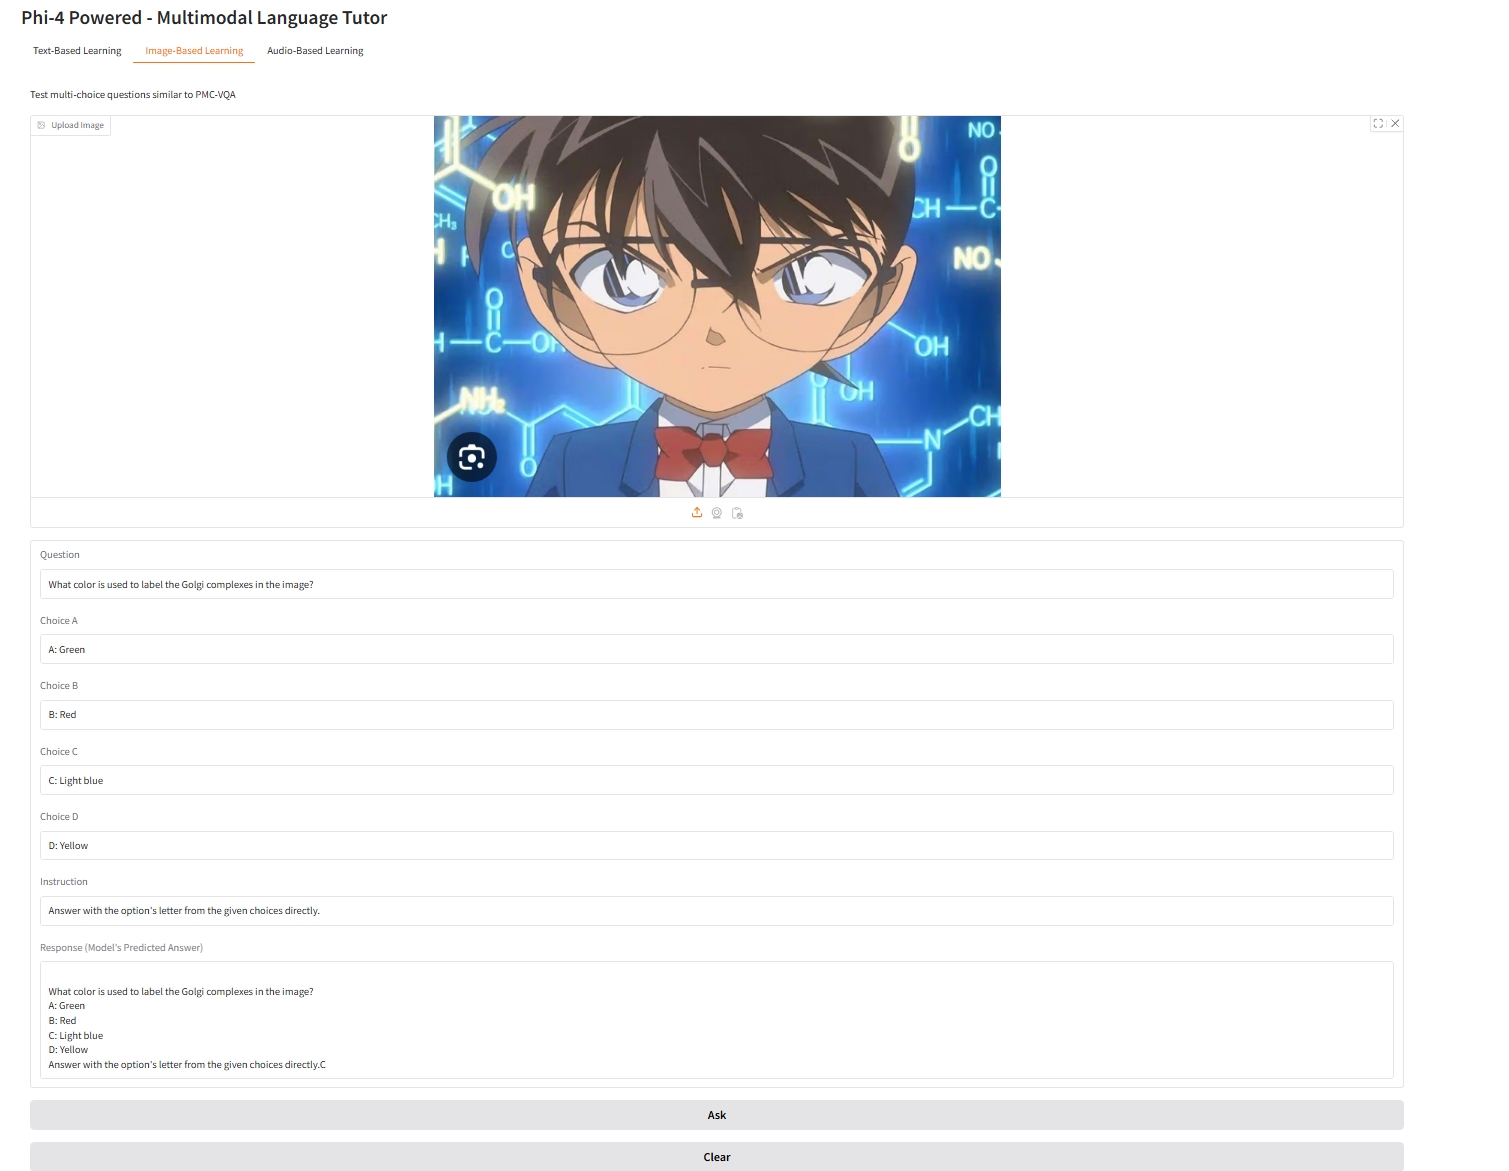 Phi-4 Powered - Multimodal Language Tutor
Text-Based Learning Image-Based Learning Audio-Based Learning
Test multi-choice questions similar to PMC-VQA
Upload Image
NO
O
O
OH
CH₃
CH—C
C
NO
O
H—C—OH
OH
OH
NH₂
CH
N
O
H
Question
What color is used to label the Golgi complexes in the image?
Choice A
A: Green
Choice B
B: Red
Choice C
C: Light blue
Choice D
D: Yellow
Instruction
Answer with the option's letter from the given choices directly.
Response (Model's Predicted Answer)
What color is used to label the Golgi complexes in the image?
A: Green
B: Red
C: Light blue
D: Yellow
Answer with the option's letter from the given choices directly.C
Ask
Clear